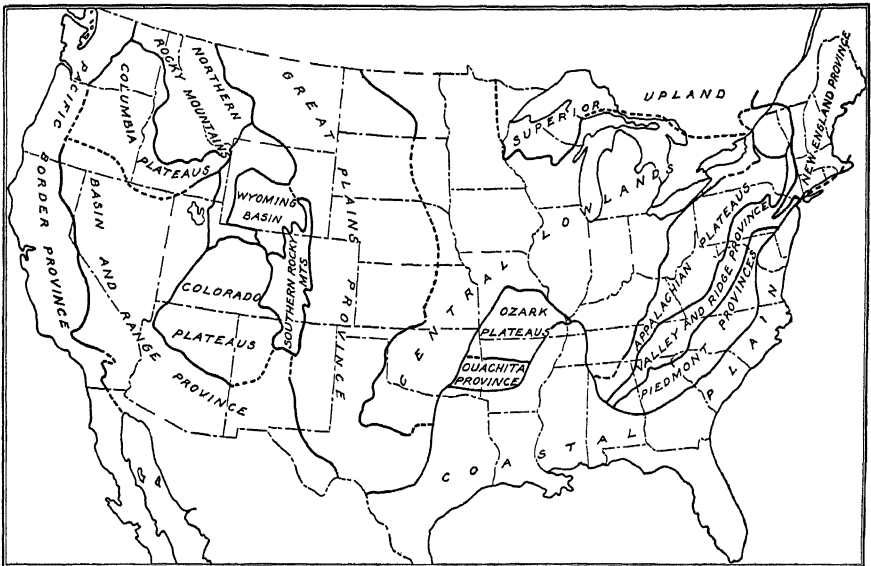 PACIFIC
BORDER PROVINCE
COLUMBIA
PLATEAUS
NORTHERN
ROCKY MOUNTAINS
GREAT
PLAINS
PROVINCE
SUPERIOR
UPLAND
NEW ENGLAND PROVINCE
WYOMING
BASIN
BASIN
AND
RANGE
PROVINCE
COLORADO
PLATEAUS
SOUTHERN ROCKY
MTS
CENTRAL
LOWLANDS
OZARK
PLATEAUS
OUACHITA
PROVINCE
APPALACHIAN
PLATEAUS
VALLEY AND RIDGE PROVINCE
PIEDMONT
PROVINCES
COASTAL
PLAIN